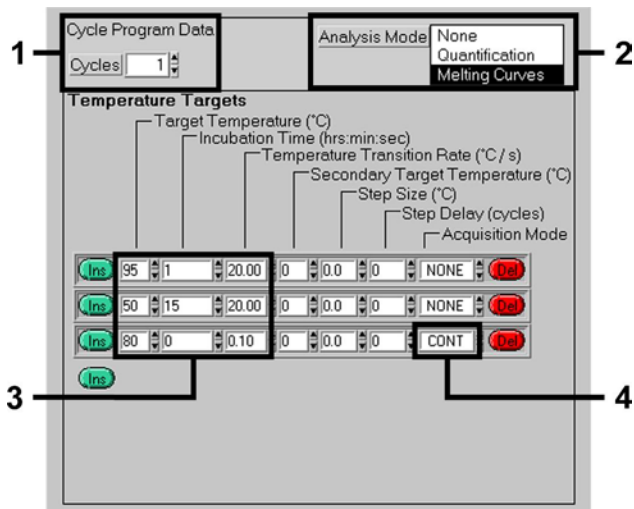 Cycle Program Data
Cycles 1
Analysis Mode None
Quantification
Melting Curves
1
2
Temperature Targets
Target Temperature (°C)
Incubation Time (hrs:min:sec)
Temperature Transition Rate (°C / s)
Secondary Target Temperature (°C)
Step Size (°C)
Step Delay (cycles)
Acquisition Mode
Ins 95 1 20.00 0 0.0 0 NONE Del
Ins 50 15 20.00 0 0.0 0 NONE Del
Ins 80 0 0.10 0 0.0 0 CONT Del
Ins
3
4